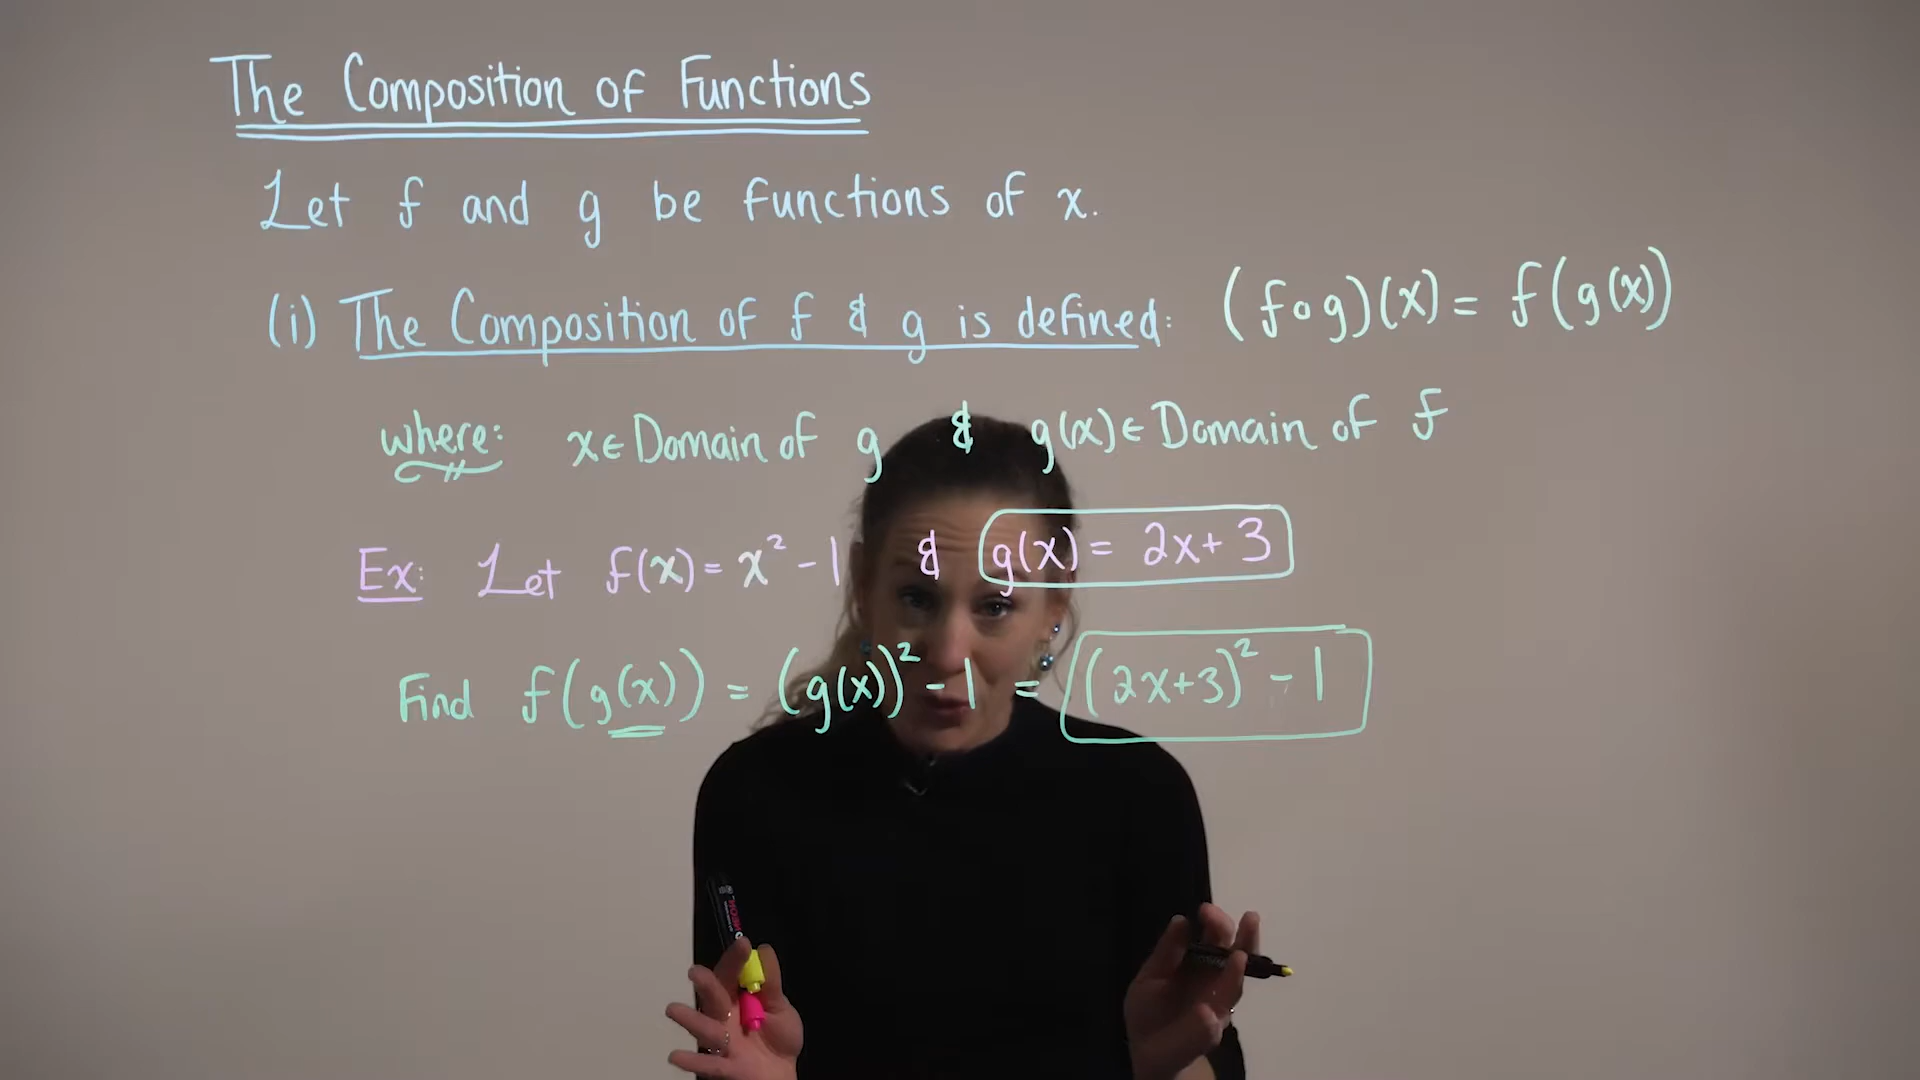 The Composition of Functions
Let f and g be functions of x.
(i) The Composition of f & g is defined: (f∘g)(x) = f(g(x))
where: x ∈ Domain of g & g(x) ∈ Domain of f
Ex: Let f(x) = x² - 1 & g(x) = 2x + 3
Find f(g(x)) = (g(x))² - 1 = (2x+3)² - 1